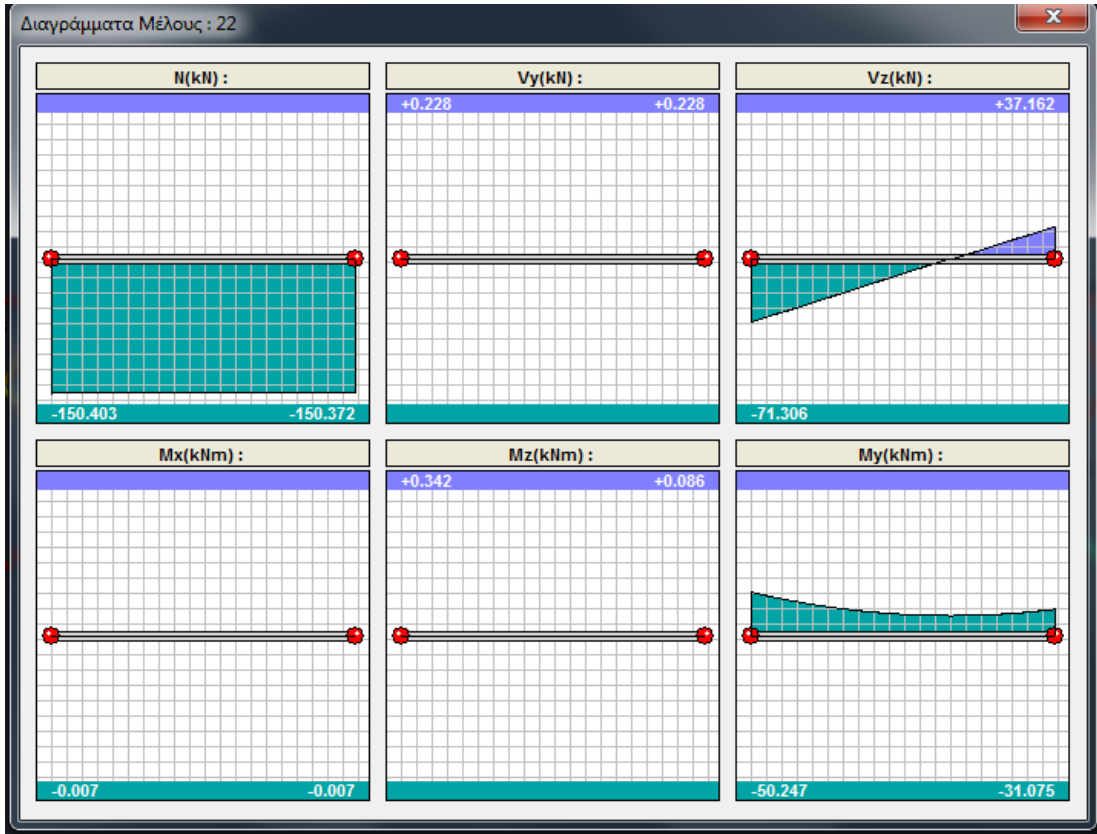 Διαγράμματα Μέλους : 22
x
N(kN) :
-150.403 -150.372
Vy(kN) :
+0.228 +0.228
Vz(kN) :
+37.162
-71.306
Mx(kNm) :
-0.007 -0.007
Mz(kNm) :
+0.342 +0.086
My(kNm) :
-50.247 -31.075